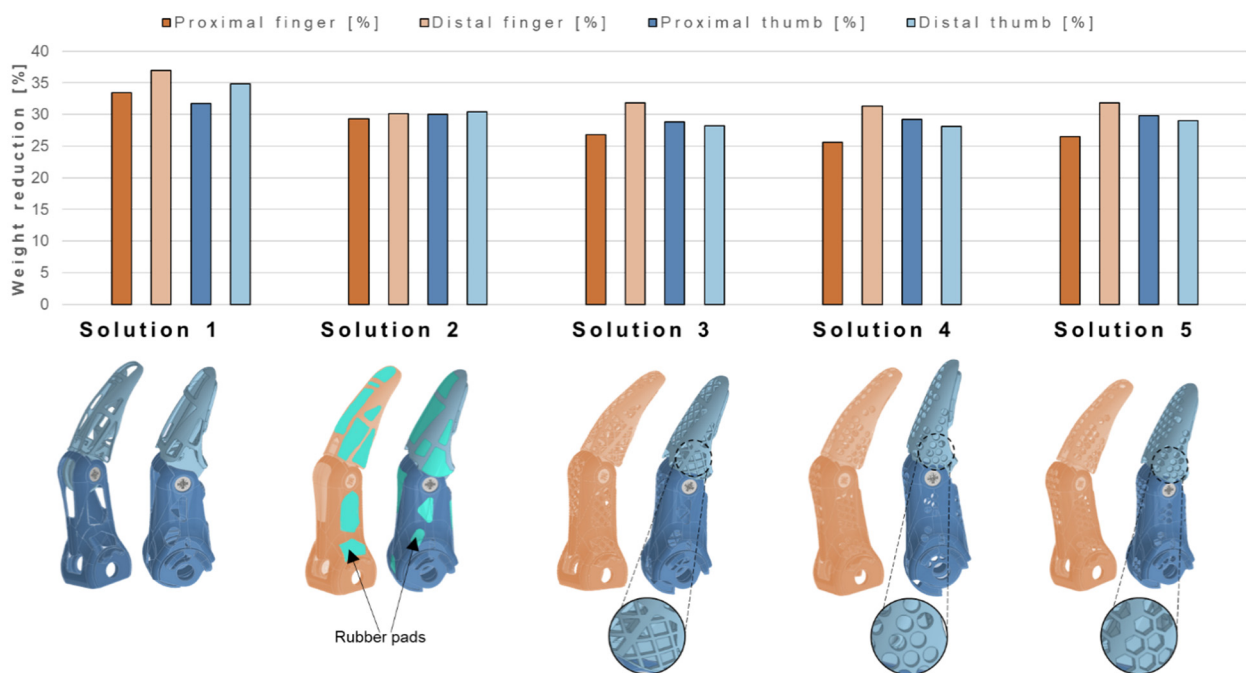 Proximal finger [%] Distal finger [%] Proximal thumb [%] Distal thumb [%]
Weight reduction [%]
40
35
30
25
20
15
10
5
0
Solution 1 Solution 2 Solution 3 Solution 4 Solution 5
Rubber pads